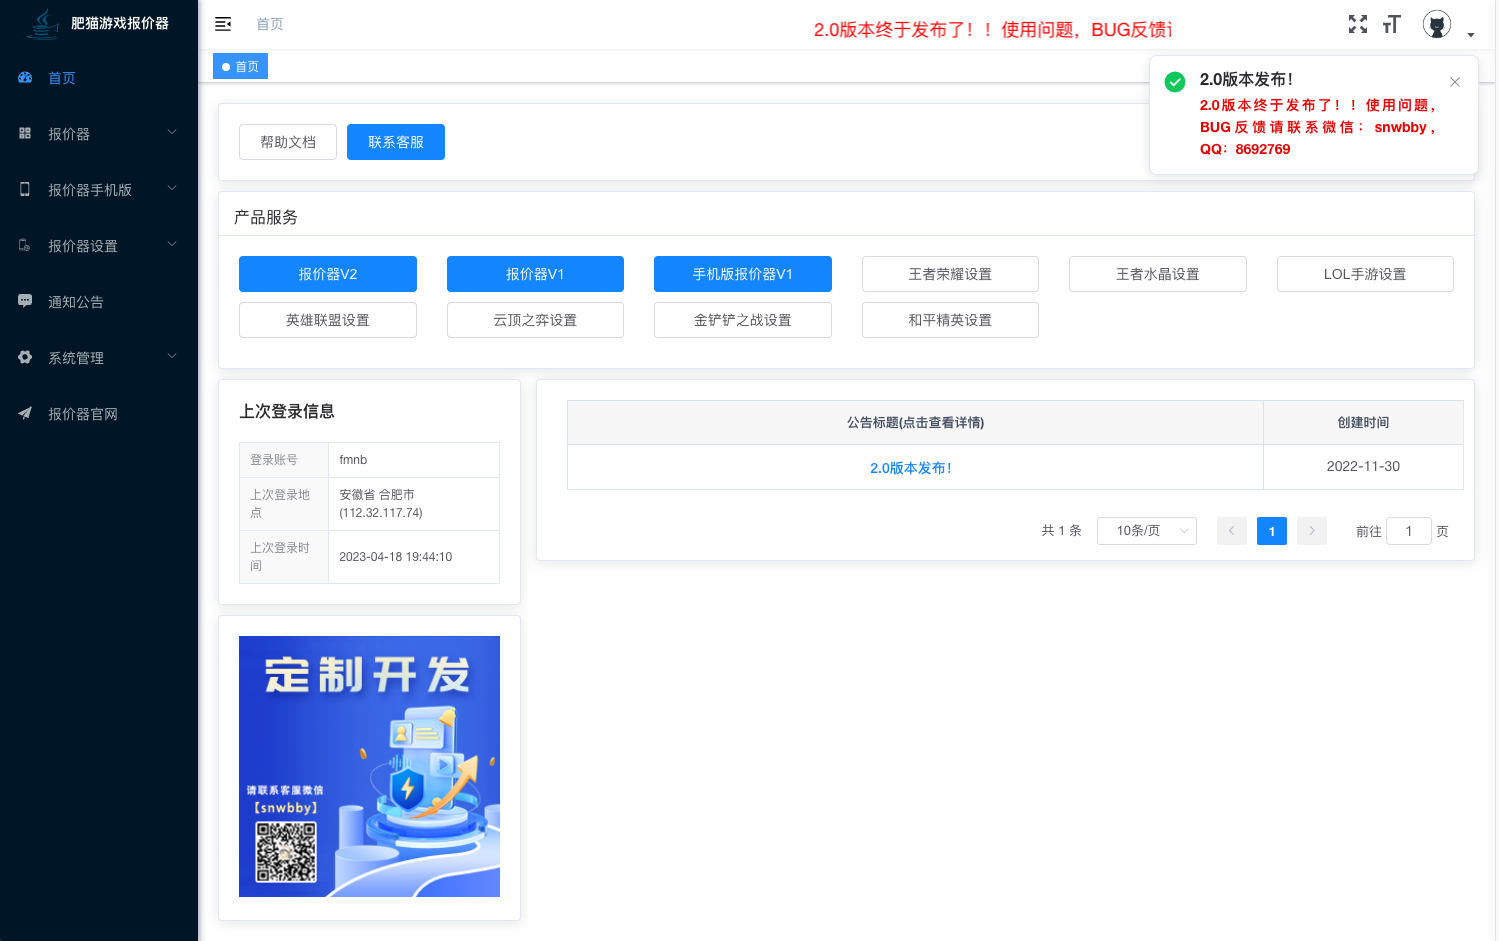 肥猫游戏报价器
首页
报价器
报价器手机版
报价器设置
通知公告
系统管理
报价器官网
首页
2.0版本终于发布了！！使用问题，BUG反馈
首页
2.0版本发布！
2.0版本终于发布了！！使用问题，
BUG反馈请联系微信：snwbby，
QQ：8692769
帮助文档
联系客服
产品服务
报价器V2
报价器V1
手机版报价器V1
王者荣耀设置
王者水晶设置
LOL手游设置
英雄联盟设置
云顶之弈设置
金铲铲之战设置
和平精英设置
上次登录信息
登录账号
fmnb
上次登录地
点
安徽省 合肥市
(112.32.117.74)
上次登录时
间
2023-04-18 19:44:10
公告标题(点击查看详情)
创建时间
2.0版本发布！
2022-11-30
共 1 条
10条/页
1
前往
1
页
定制开发
请联系客服微信
【snwbby】